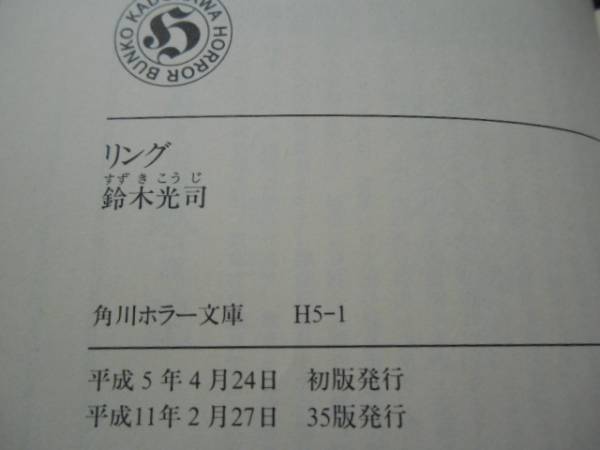 BUNKO KADOKAWA HORROR
H
リング
すずきこうじ
鈴木光司
角川ホラー文庫 H5-1
平成5年4月24日 初版発行
平成11年2月27日 35版発行